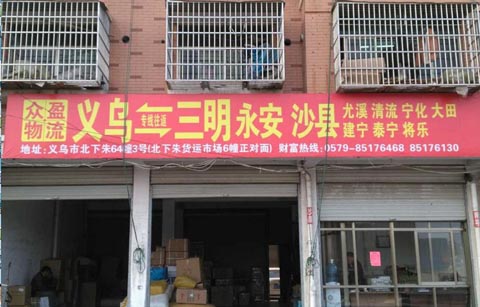 众盈
物流
义乌
专线往返
三明 永安 沙县
尤溪 清流 宁化 大田
建宁 泰宁 将乐
地址：义乌市北下朱64幢3号(北下朱货运市场6幢正对面) 财富热线：0579-85176468 85176130